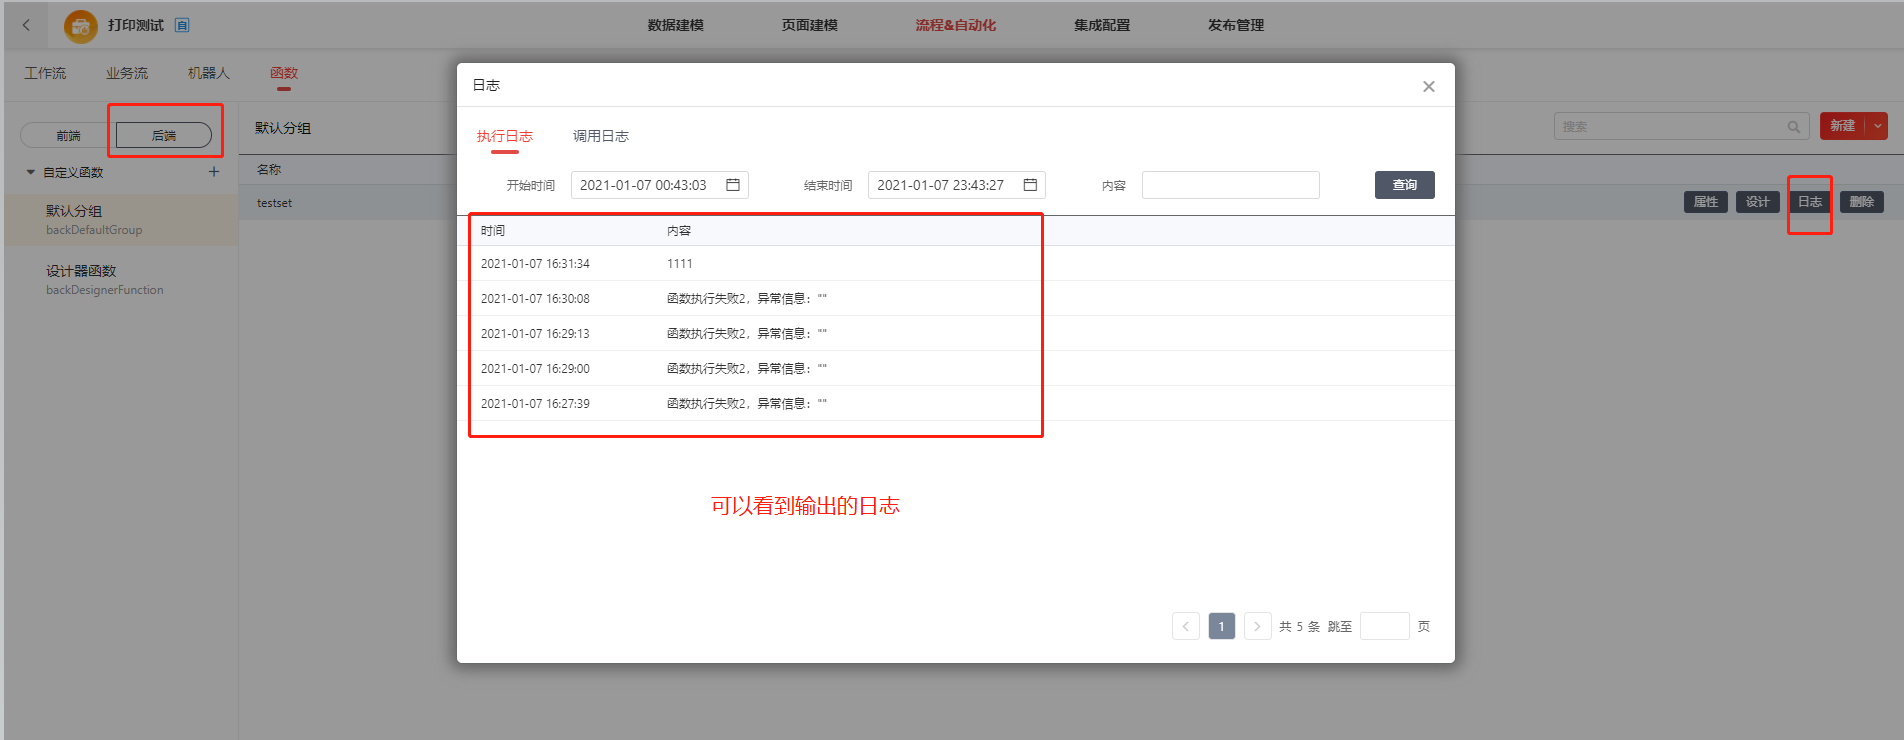 打印测试 自
数据建模 页面建模 流程&自动化 集成配置 发布管理
工作流 业务流 机器人 函数
前端 后端
自定义函数
默认分组
backDefaultGroup
设计器函数
backDesignerFunction
默认分组
搜索
新建
名称
testset
属性 设计 日志 删除
日志
执行日志 调用日志
开始时间 2021-01-07 00:43:03 结束时间 2021-01-07 23:43:27 内容 查询
时间 内容
2021-01-07 16:31:34 1111
2021-01-07 16:30:08 函数执行失败2，异常信息：""
2021-01-07 16:29:13 函数执行失败2，异常信息：""
2021-01-07 16:29:00 函数执行失败2，异常信息：""
2021-01-07 16:27:39 函数执行失败2，异常信息：""
可以看到输出的日志
1 共 5 条 跳至 页